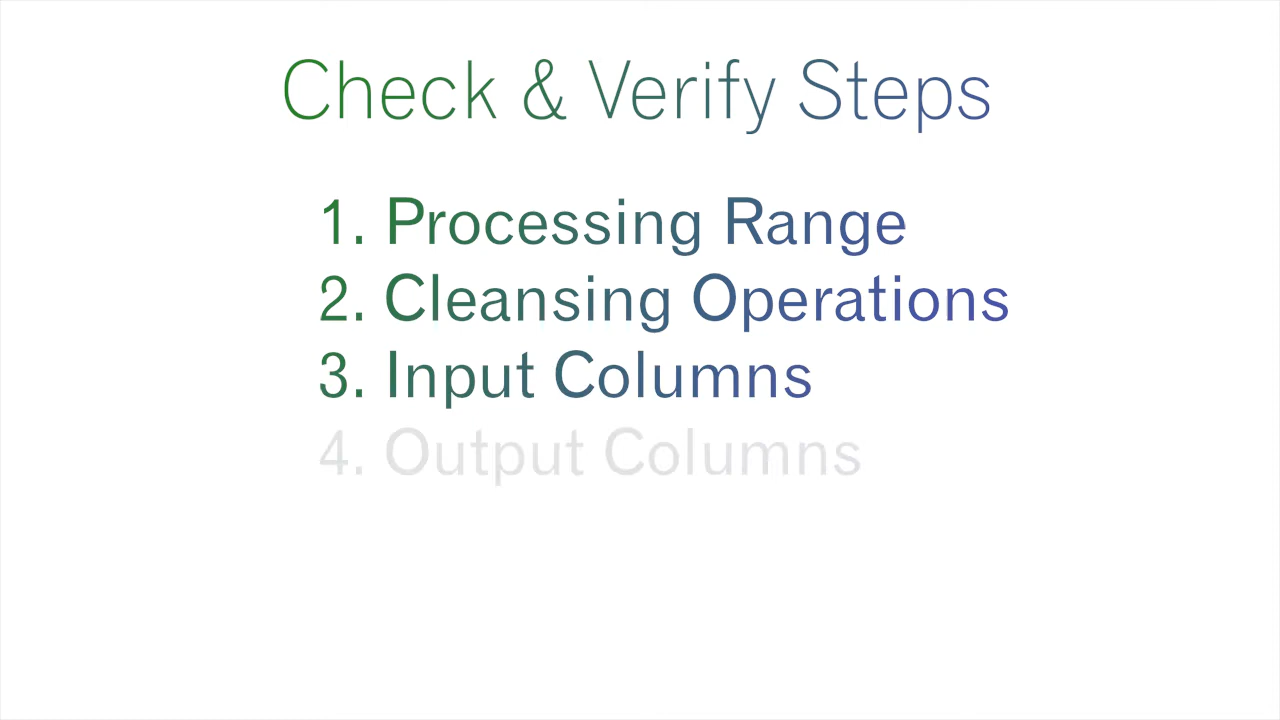 Check & Verify Steps
1. Processing Range
2. Cleansing Operations
3. Input Columns
4. Output Columns